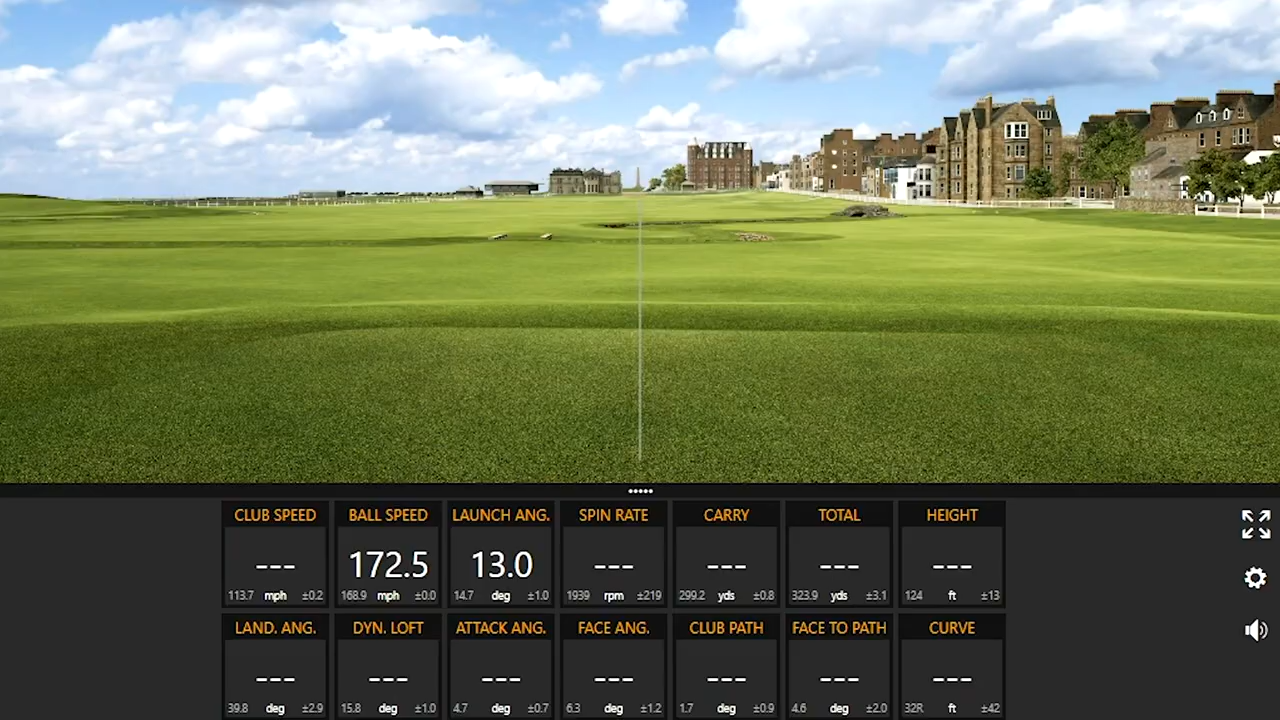 CLUB SPEED BALL SPEED LAUNCH ANG. SPIN RATE CARRY TOTAL HEIGHT
--- 172.5 13.0 --- --- --- ---
113.7 mph ±0.2 168.9 mph ±0.0 14.7 deg ±1.0 1939 rpm ±219 299.2 yds ±0.8 323.9 yds ±3.1 124 ft ±13
LAND. ANG. DYN. LOFT ATTACK ANG. FACE ANG. CLUB PATH FACE TO PATH CURVE
--- --- --- --- --- --- ---
39.8 deg ±2.9 15.8 deg ±1.0 4.7 deg ±0.7 6.3 deg ±1.2 1.7 deg ±0.9 4.6 deg ±2.0 32R ft ±42